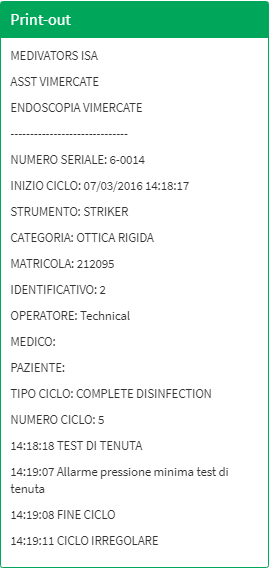 Print-out
MEDIVATORS ISA
ASST VIMERCATE
ENDOSCOPIA VIMERCATE
------------------------------
NUMERO SERIALE: 6-0014
INIZIO CICLO: 07/03/2016 14:18:17
STRUMENTO: STRIKER
CATEGORIA: OTTICA RIGIDA
MATRICOLA: 212095
IDENTIFICATIVO: 2
OPERATORE: Technical
MEDICO:
PAZIENTE:
TIPO CICLO: COMPLETE DISINFECTION
NUMERO CICLO: 5
14:18:18 TEST DI TENUTA
14:19:07 Allarme pressione minima test di
tenuta
14:19:08 FINE CICLO
14:19:11 CICLO IRREGOLARE